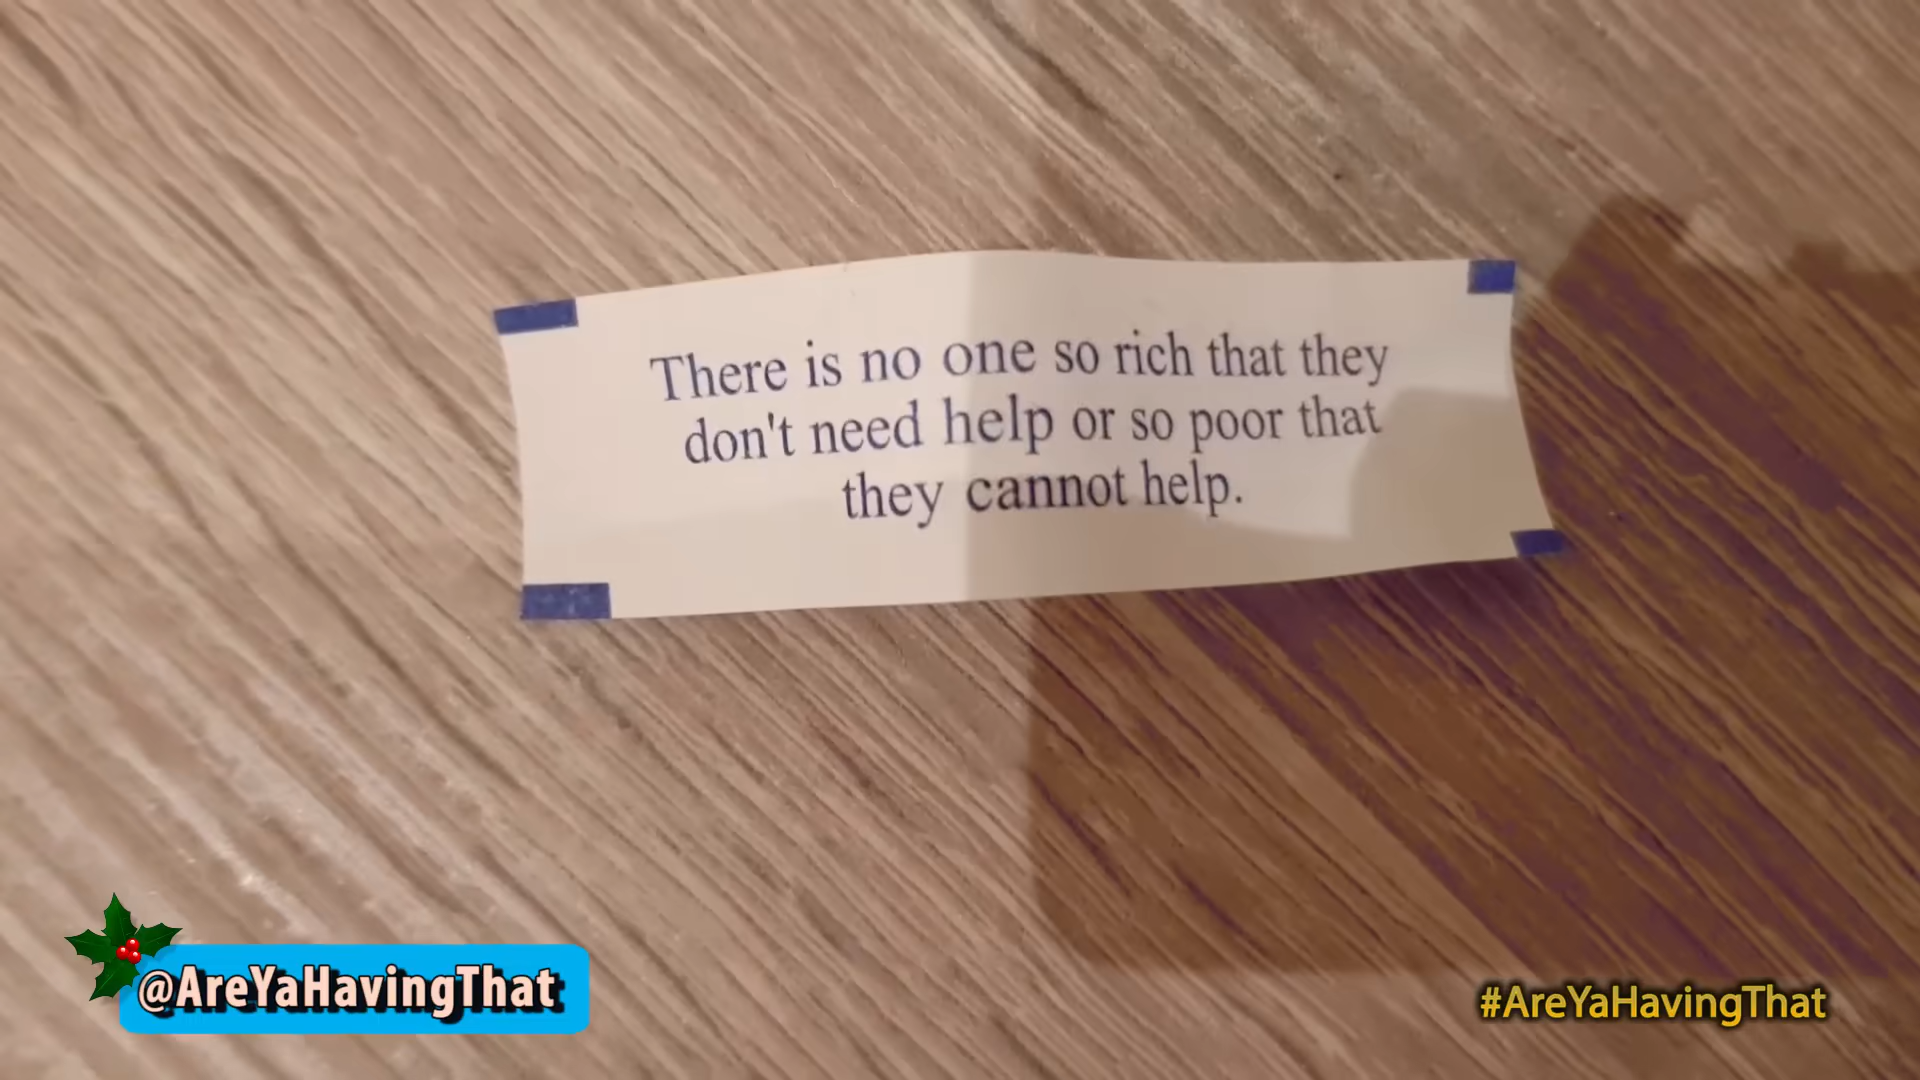 There is no one so rich that they
don't need help or so poor that
they cannot help.
@AreYaHavingThat
#AreYaHavingThat